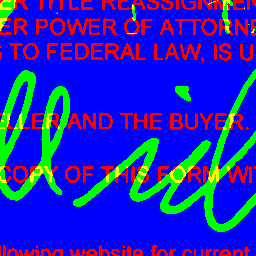 ER TITLE REASSIGNMEN
ER POWER OF ATTORNE
TO FEDERAL LAW, IS U
ELLER AND THE BUYER.
COPY OF THIS FORM WIT
llowing website for current